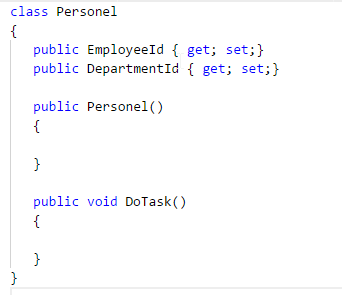 class Personel
{
public EmployeeId { get; set;}
public DepartmentId { get; set;}
public Personel()
{
}
public void DoTask()
{
}
}